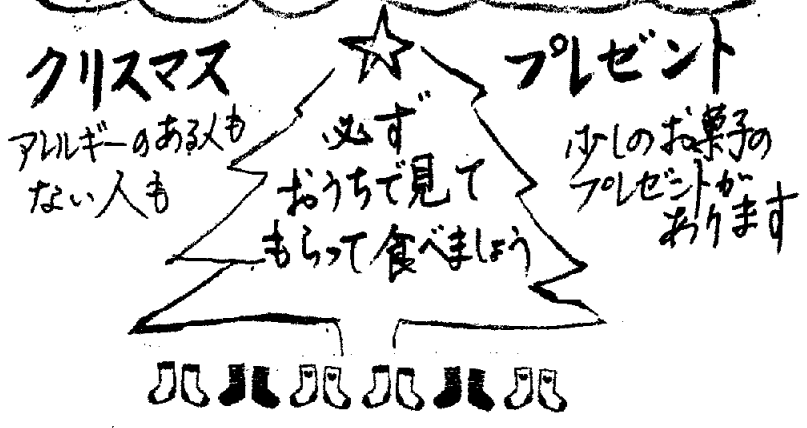 クリスマス
プレゼント
アレルギーのある人も
ない人も
必ず
おうちで見て
もらって食べましょう
少しのお菓子の
プレゼントが
あります